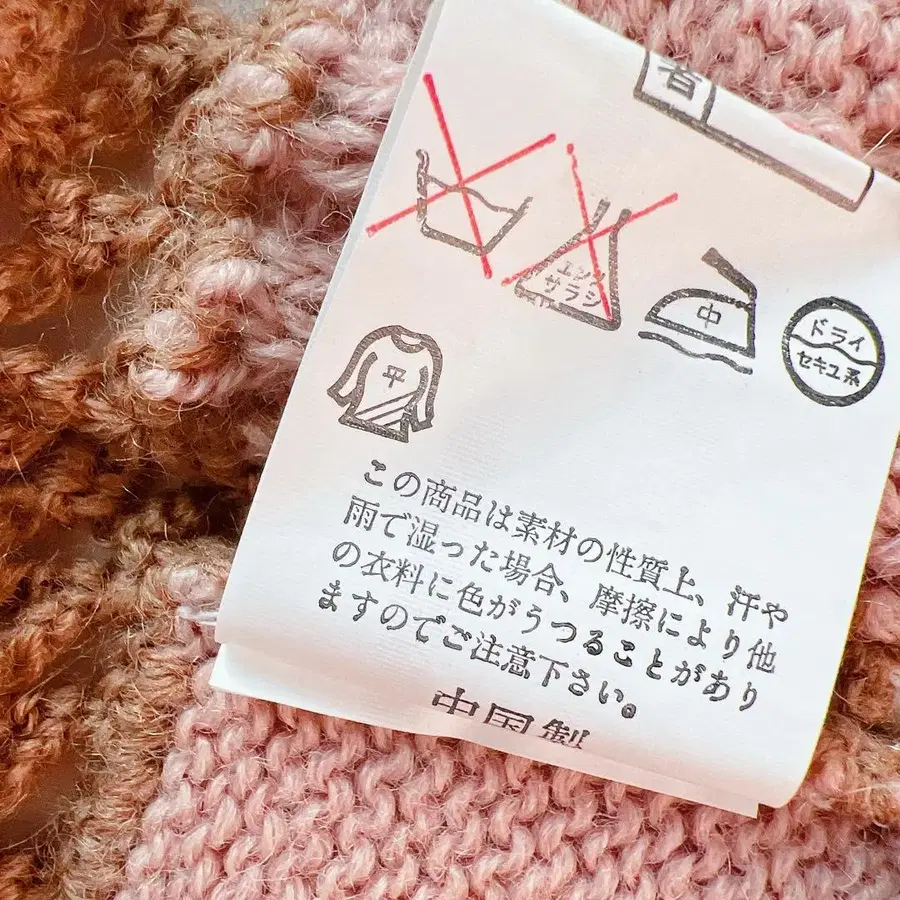 者
エンソ
サラシ
中
ドライ
セキユ系
平
この商品は素材の性質上、汗や
雨で湿った場合、摩擦により他
の衣料に色がうつることがあり
ますのでご注意下さい。
中国製